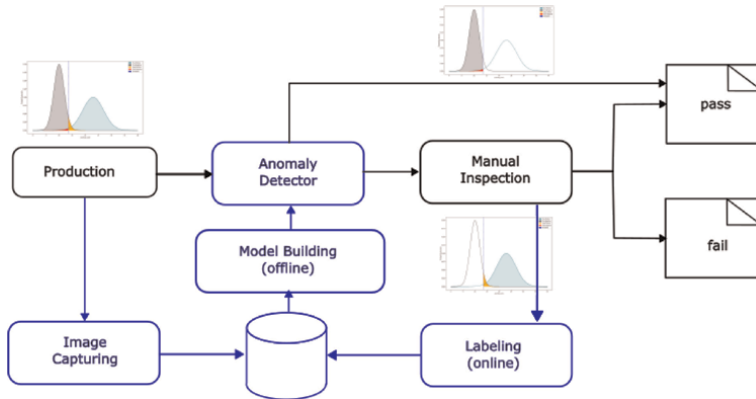 pass
Production
Anomaly
Detector
Manual
Inspection
Model Building
(offline)
fail
Image
Capturing
Labeling
(online)